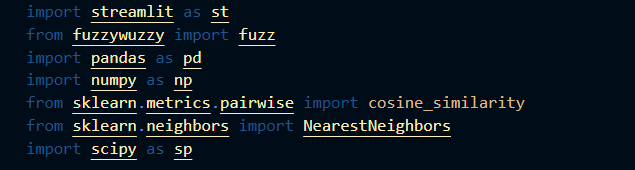 import streamlit as st
from fuzzywuzzy import fuzz
import pandas as pd
import numpy as np
from sklearn.metrics.pairwise import cosine_similarity
from sklearn.neighbors import NearestNeighbors
import scipy as sp